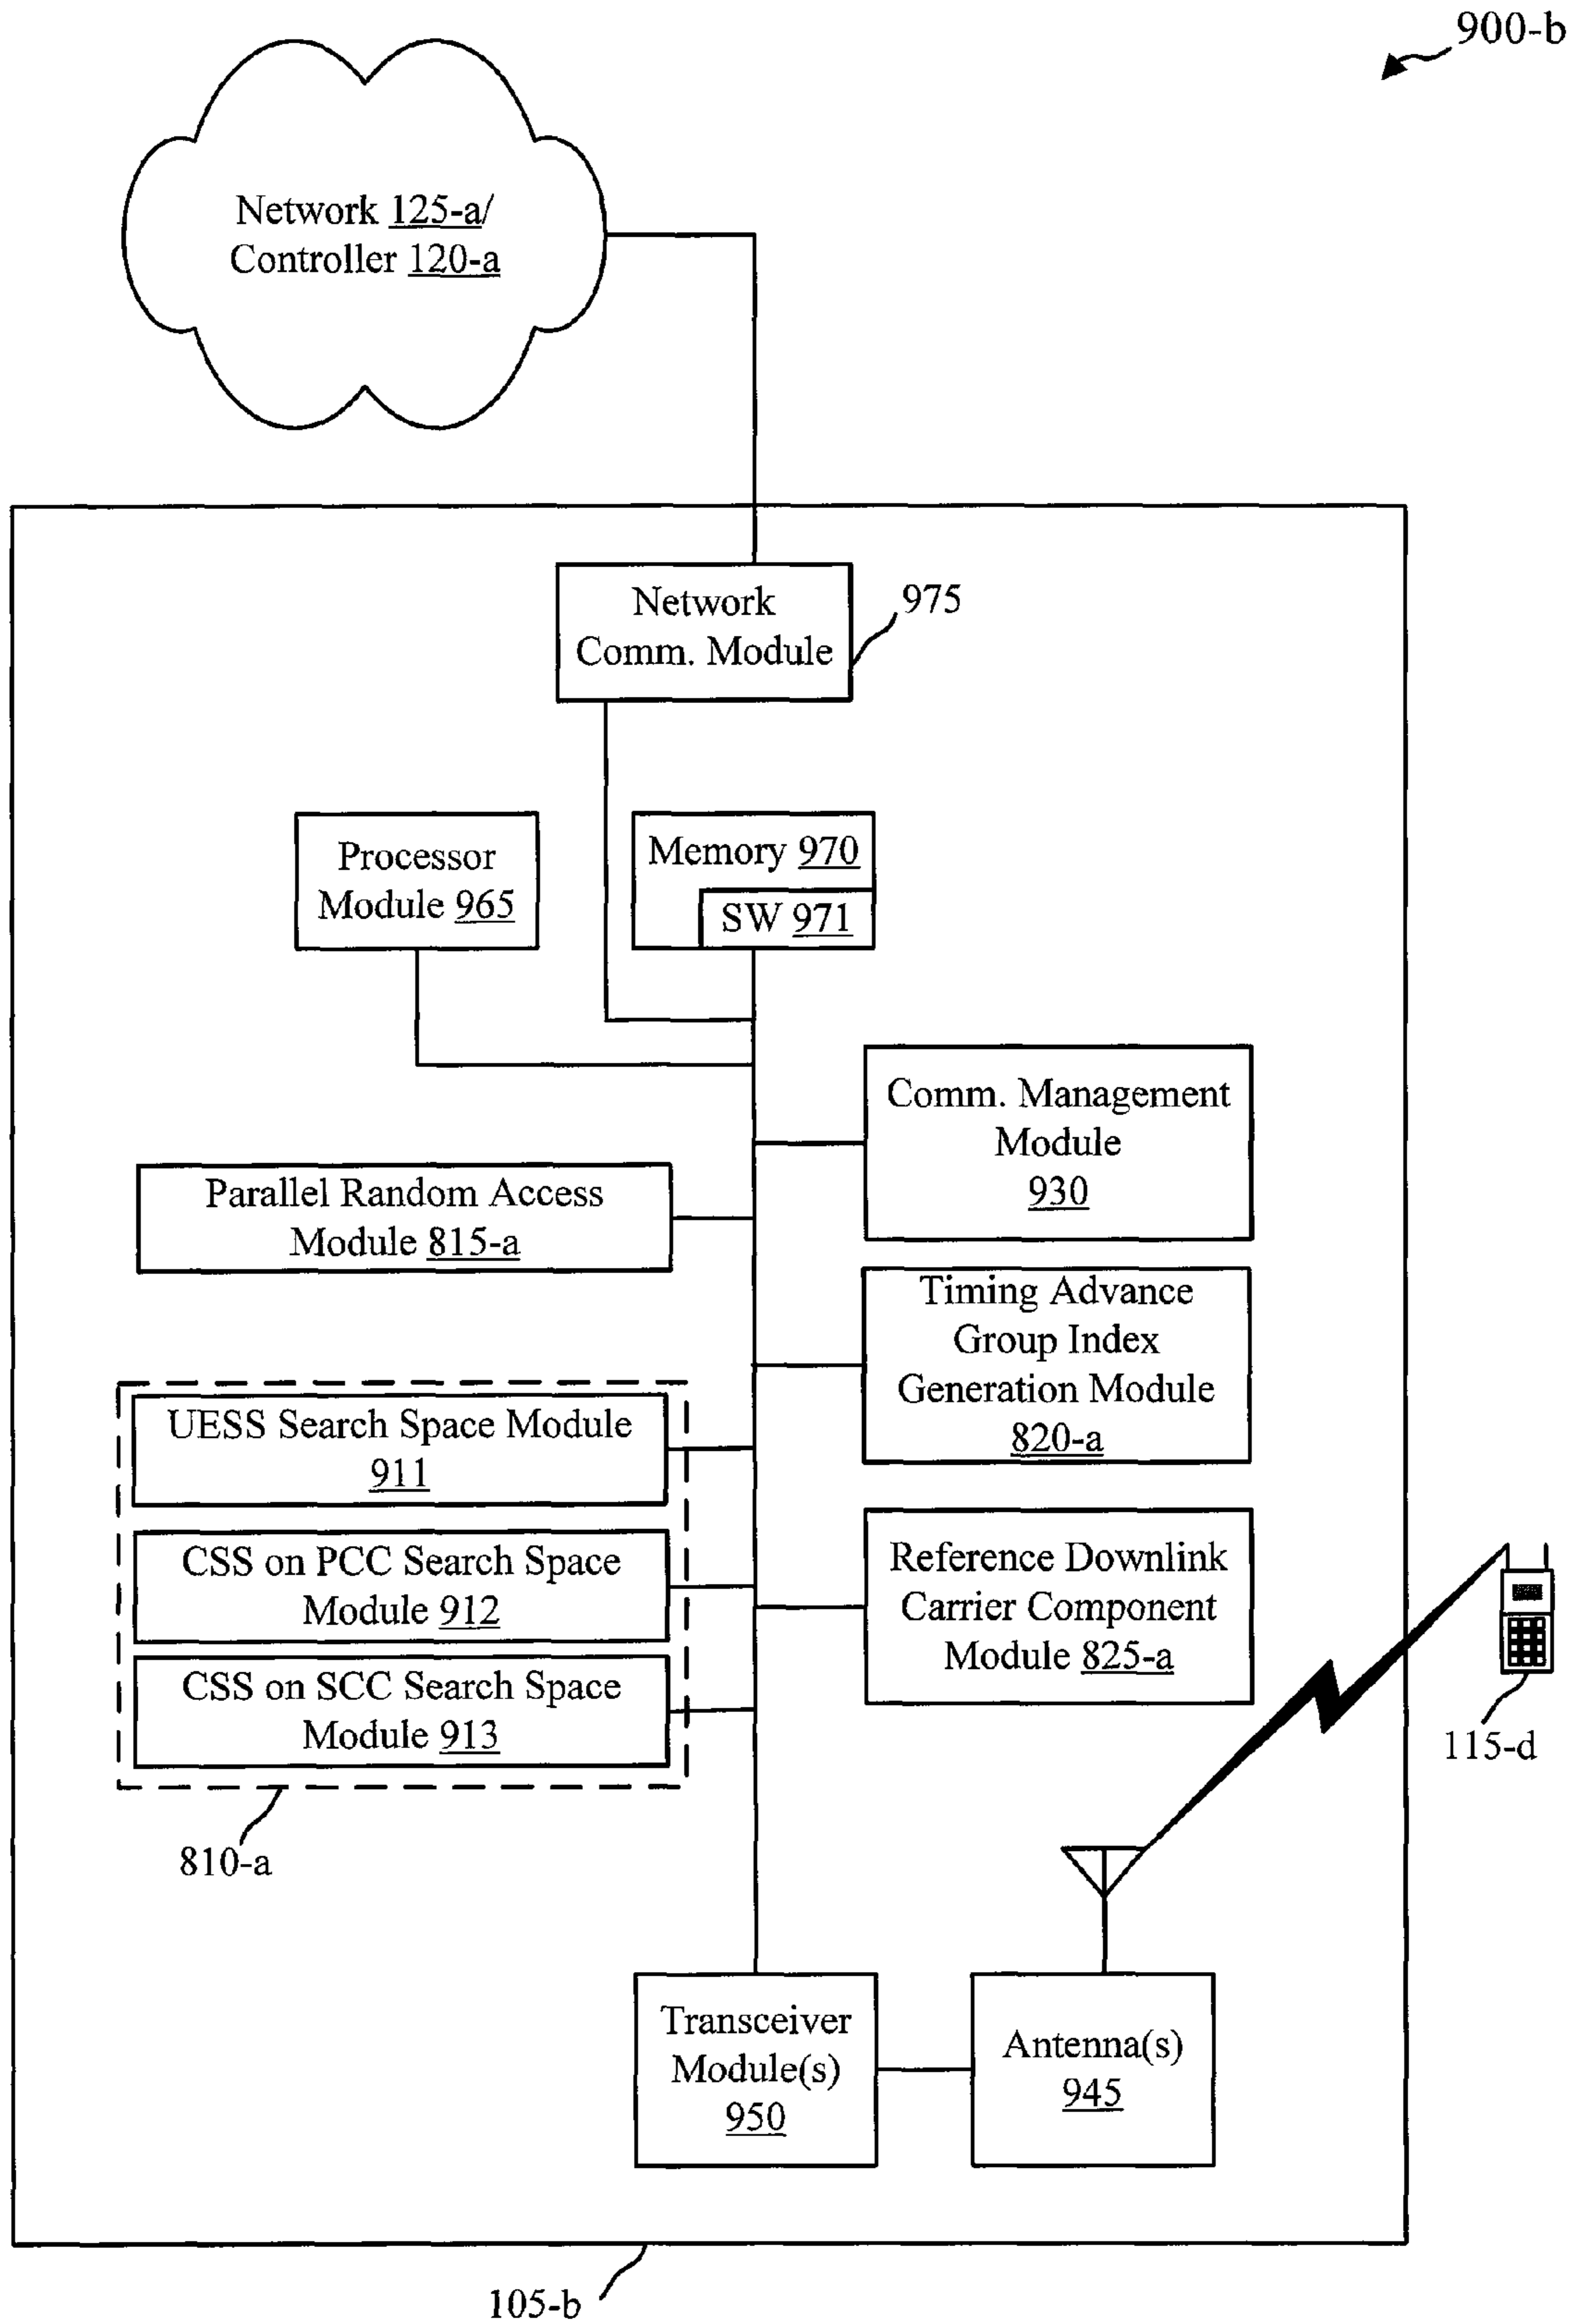 900-b
Network 125-a/
Controller 120-a
Network
Comm. Module
975
Processor
Module 965
Memory 970
SW 971
Comm. Management
Module
930
Parallel Random Access
Module 815-a
Timing Advance
Group Index
Generation Module
820-a
UESS Search Space Module
911
CSS on PCC Search Space
Module 912
CSS on SCC Search Space
Module 913
810-a
Reference Downlink
Carrier Component
Module 825-a
115-d
Transceiver
Module(s)
950
Antenna(s)
945
105-b